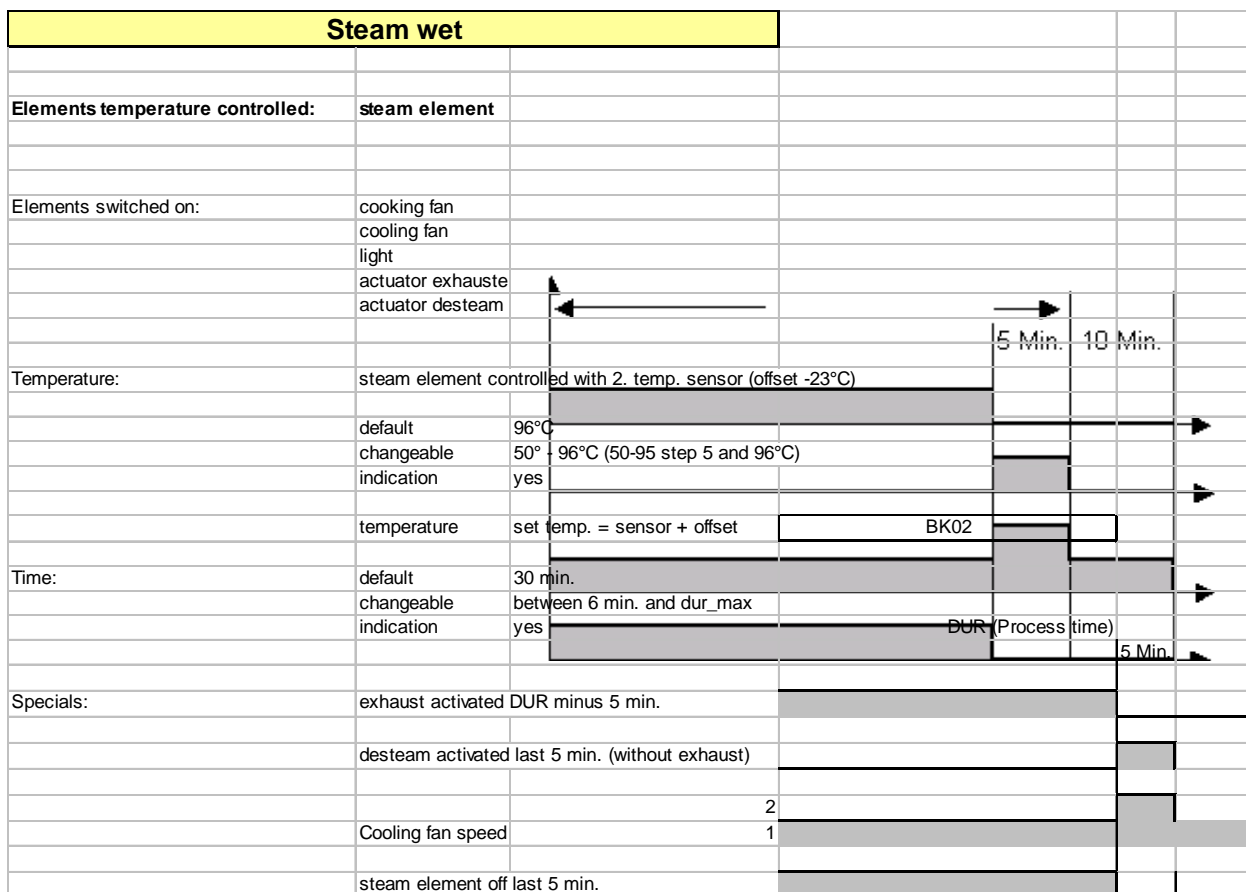 Steam wet
Elements temperature controlled: steam element
Elements switched on: cooking fan
cooling fan
light
actuator exhauste
actuator desteam
5 Min. 10 Min.
Temperature: steam element controlled with 2. temp. sensor (offset -23°C)
default 96°C
changeable 50° - 96°C (50-95 step 5 and 96°C)
indication yes
temperature set temp. = sensor + offset BK02
Time: default 30 min.
changeable between 6 min. and dur_max
indication yes DUR (Process time)
5 Min.
Specials: exhaust activated DUR minus 5 min.
desteam activated last 5 min. (without exhaust)
2
Cooling fan speed 1
steam element off last 5 min.